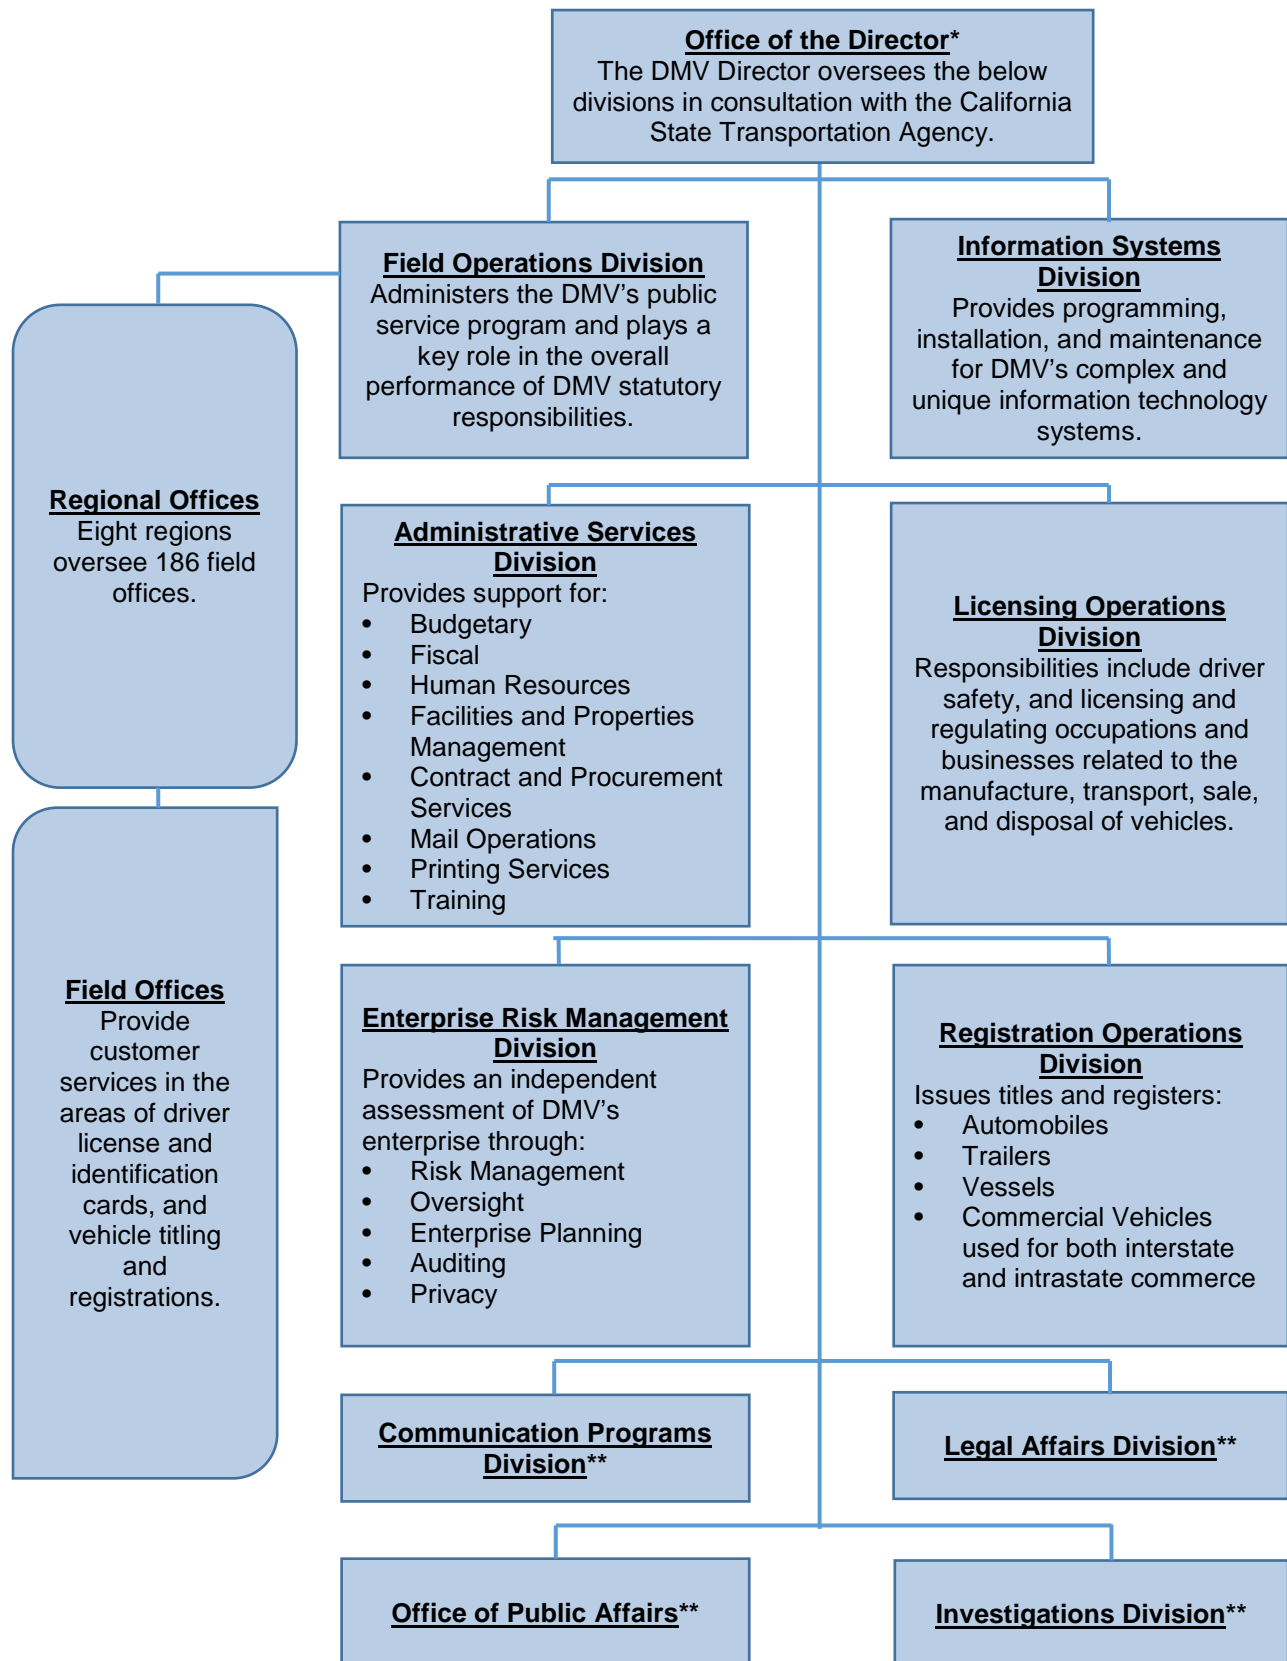 Office of the Director*
The DMV Director oversees the below
divisions in consultation with the California
State Transportation Agency.
Field Operations Division
Administers the DMV's public
service program and plays a
key role in the overall
performance of DMV statutory
responsibilities.
Information Systems
Division
Provides programming,
installation, and maintenance
for DMV's complex and
unique information technology
systems.
Regional Offices
Eight regions
oversee 186 field
offices.
Administrative Services
Division
Provides support for:
• Budgetary
• Fiscal
• Human Resources
• Facilities and Properties
Management
• Contract and Procurement
Services
• Mail Operations
• Printing Services
• Training
Licensing Operations
Division
Responsibilities include driver
safety, and licensing and
regulating occupations and
businesses related to the
manufacture, transport, sale,
and disposal of vehicles.
Field Offices
Provide
customer
services in the
areas of driver
license and
identification
cards, and
vehicle titling
and
registrations.
Enterprise Risk Management
Division
Provides an independent
assessment of DMV's
enterprise through:
• Risk Management
• Oversight
• Enterprise Planning
• Auditing
• Privacy
Registration Operations
Division
Issues titles and registers:
• Automobiles
• Trailers
• Vessels
• Commercial Vehicles
used for both interstate
and intrastate commerce
Communication Programs
Division**
Legal Affairs Division**
Office of Public Affairs**
Investigations Division**